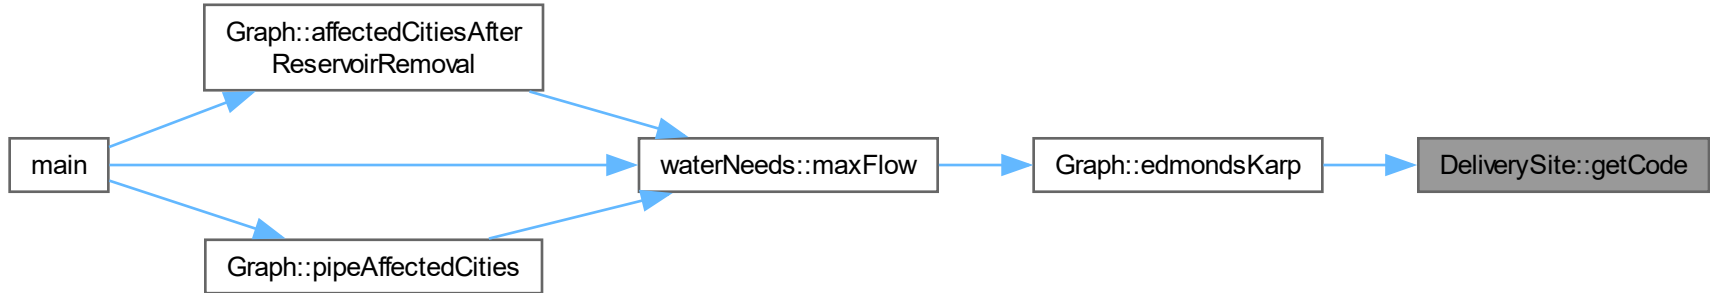 Graph::affectedCitiesAfter
ReservoirRemoval
main
waterNeeds::maxFlow
Graph::edmondsKarp
DeliverySite::getCode
Graph::pipeAffectedCities